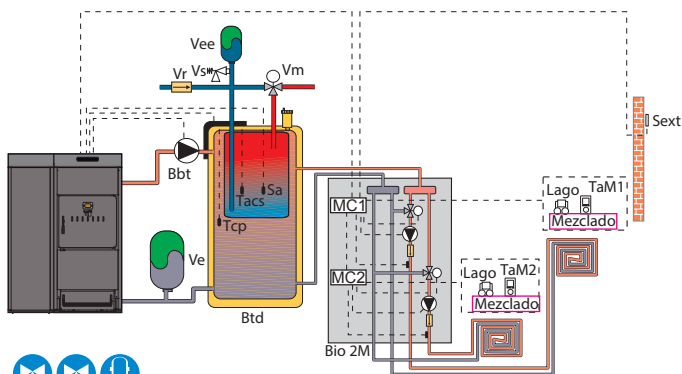 Vee
Vs
Vr
Vm
Sext
Bbt
Sa
Tacs
Tcp
Ve
Btd
MC1
MC2
Bio 2M
Lago TaM1
Mezclado
Lago TaM2
Mezclado